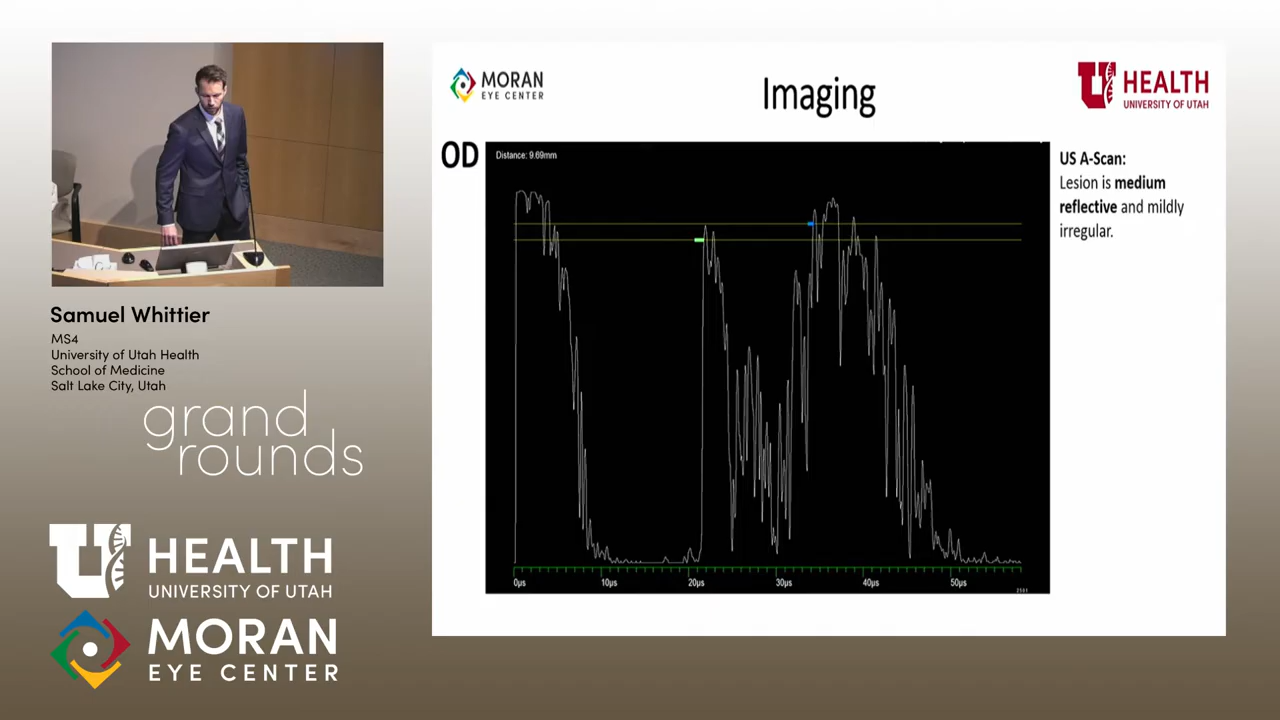 Samuel Whittier
MS4
University of Utah Health
School of Medicine
Salt Lake City, Utah
grand
rounds
U HEALTH
UNIVERSITY OF UTAH
MORAN
EYE CENTER
MORAN
EYE CENTER
Imaging
U HEALTH
UNIVERSITY OF UTAH
OD
Distance: 9.69mm
0µs 10µs 20µs 30µs 40µs 50µs
US A-Scan:
Lesion is medium
reflective and mildly
irregular.